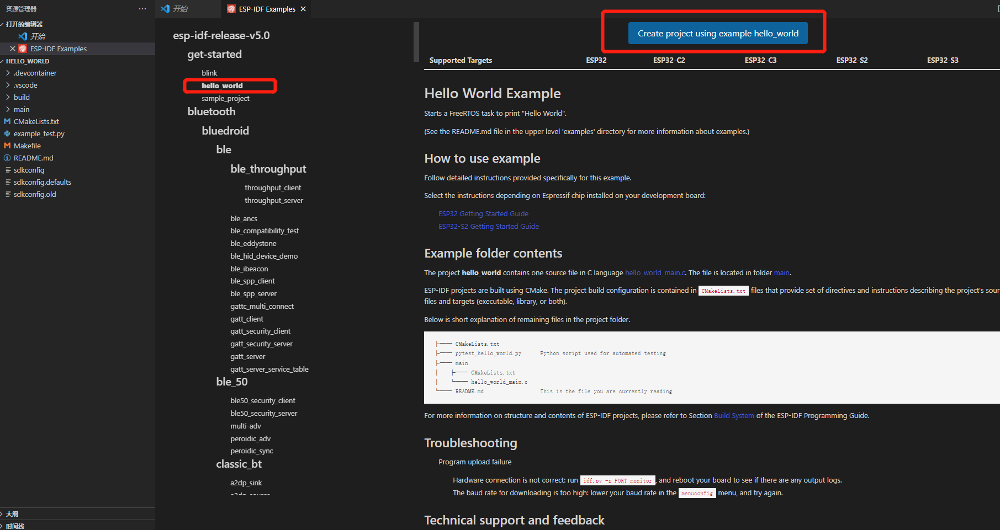 资源管理器
打开的编辑器
开始
ESP-IDF Examples
HELLO_WORLD
.devcontainer
.vscode
build
main
CMakeLists.txt
example_test.py
Makefile
README.md
sdkconfig
sdkconfig.defaults
sdkconfig.old
大纲
时间线
开始
ESP-IDF Examples
esp-idf-release-v5.0
get-started
blink
hello_world
sample_project
bluetooth
bluedroid
ble
ble_throughput
throughput_client
throughput_server
ble_ancs
ble_compatibility_test
ble_eddystone
ble_hid_device_demo
ble_ibeacon
ble_spp_client
ble_spp_server
gattc_multi_connect
gatt_client
gatt_security_client
gatt_security_server
gatt_server
gatt_server_service_table
ble_50
ble50_security_client
ble50_security_server
multi-adv
peroidic_adv
peroidic_sync
classic_bt
a2dp_sink
Create project using example hello_world
Supported Targets ESP32 ESP32-C2 ESP32-C3 ESP32-S2 ESP32-S3
Hello World Example
Starts a FreeRTOS task to print "Hello World".
(See the README.md file in the upper level 'examples' directory for more information about examples.)
How to use example
Follow detailed instructions provided specifically for this example.
Select the instructions depending on Espressif chip installed on your development board:
ESP32 Getting Started Guide
ESP32-S2 Getting Started Guide
Example folder contents
The project hello_world contains one source file in C language hello_world_main.c. The file is located in folder main.
ESP-IDF projects are built using CMake. The project build configuration is contained in CMakeLists.txt files that provide set of directives and instructions describing the project's sour
files and targets (executable, library, or both).
Below is short explanation of remaining files in the project folder.
├── CMakeLists.txt
├── pytest_hello_world.py Python script used for automated testing
├── main
│ ├── CMakeLists.txt
│ └── hello_world_main.c
└── README.md This is the file you are currently reading
For more information on structure and contents of ESP-IDF projects, please refer to Section Build System of the ESP-IDF Programming Guide.
Troubleshooting
Program upload failure
Hardware connection is not correct: run idf.py -p PORT monitor, and reboot your board to see if there are any output logs.
The baud rate for downloading is too high: lower your baud rate in the menuconfig menu, and try again.
Technical support and feedback